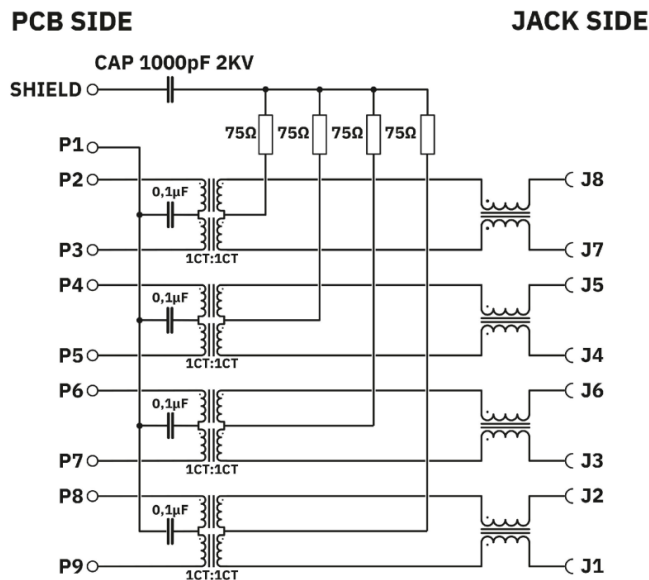 PCB SIDE JACK SIDE
CAP 1000pF 2KV
SHIELD
75Ω 75Ω 75Ω 75Ω
P1
P2 0,1µF J8
P3 J7
1CT:1CT
P4 0,1µF J5
P5 J4
1CT:1CT
P6 0,1µF J6
P7 J3
1CT:1CT
P8 0,1µF J2
P9 J1
1CT:1CT